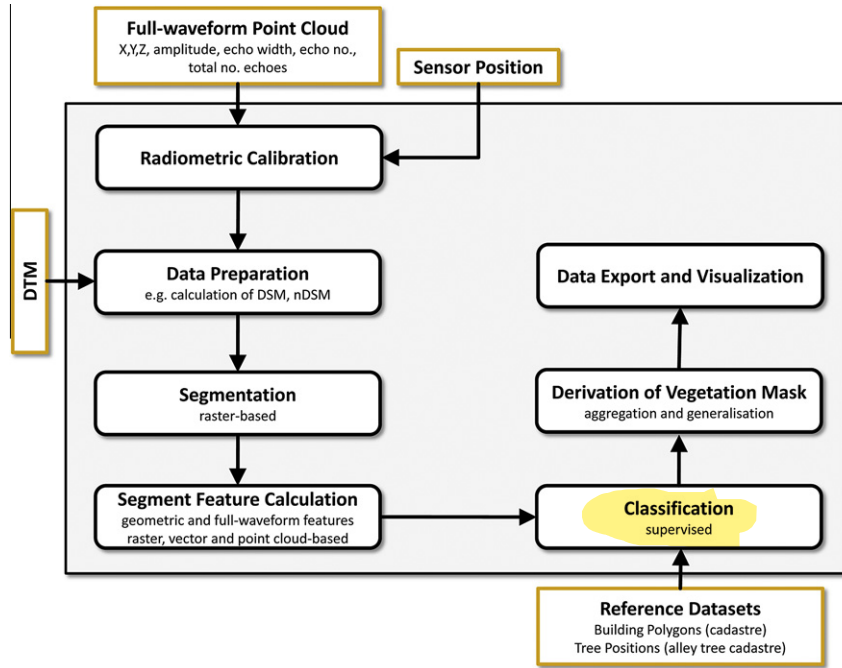 Full-waveform Point Cloud
X,Y,Z, amplitude, echo width, echo no.,
total no. echoes
Sensor Position
Radiometric Calibration
DTM
Data Preparation
e.g. calculation of DSM, nDSM
Data Export and Visualization
Segmentation
raster-based
Derivation of Vegetation Mask
aggregation and generalisation
Segment Feature Calculation
geometric and full-waveform features
raster, vector and point cloud-based
Classification
supervised
Reference Datasets
Building Polygons (cadastre)
Tree Positions (alley tree cadastre)